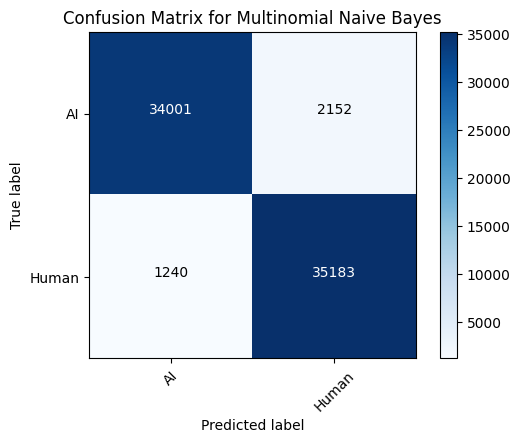 Confusion Matrix for Multinomial Naive Bayes
True label
AI
34001
2152
Human
1240
35183
AI
Human
Predicted label
35000
30000
25000
20000
15000
10000
5000